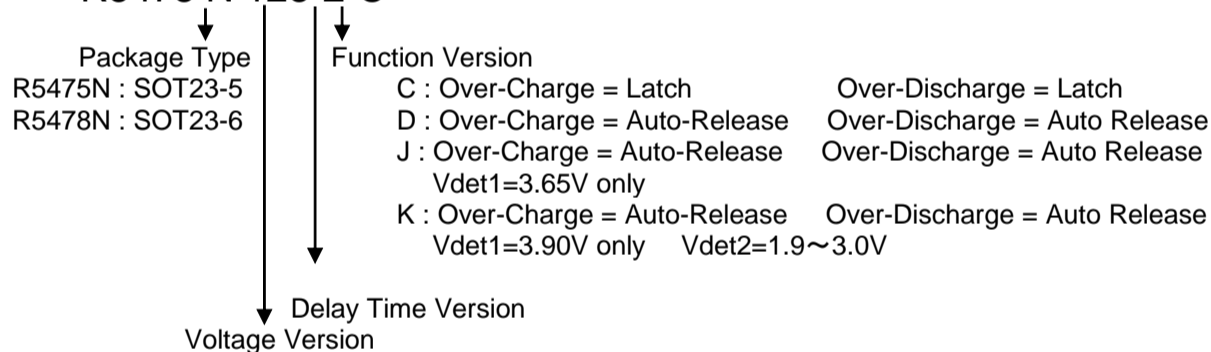 Package Type
Function Version
R5475N : SOT23-5
C : Over-Charge = Latch Over-Discharge = Latch
R5478N : SOT23-6
D : Over-Charge = Auto-Release Over-Discharge = Auto Release
J : Over-Charge = Auto-Release Over-Discharge = Auto Release
Vdet1=3.65V only
K : Over-Charge = Auto-Release Over-Discharge = Auto Release
Vdet1=3.90V only Vdet2=1.9～3.0V
Delay Time Version
Voltage Version